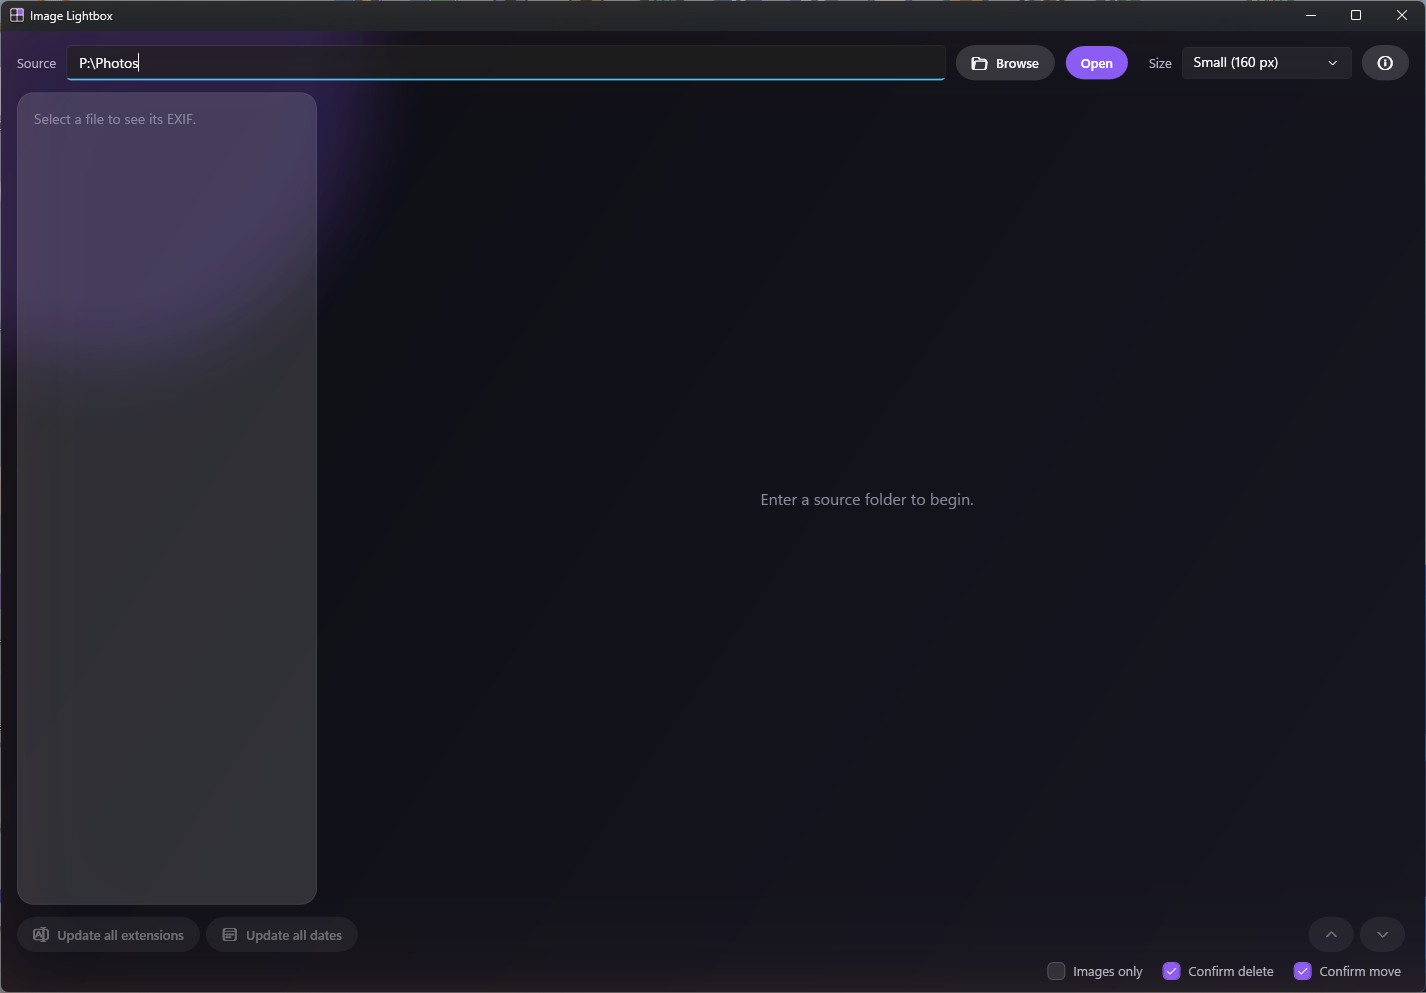 Image Lightbox
Source P:\Photos Browse Open Size Small (160 px)
Select a file to see its EXIF.
Enter a source folder to begin.
Update all extensions Update all dates
Images only Confirm delete Confirm move